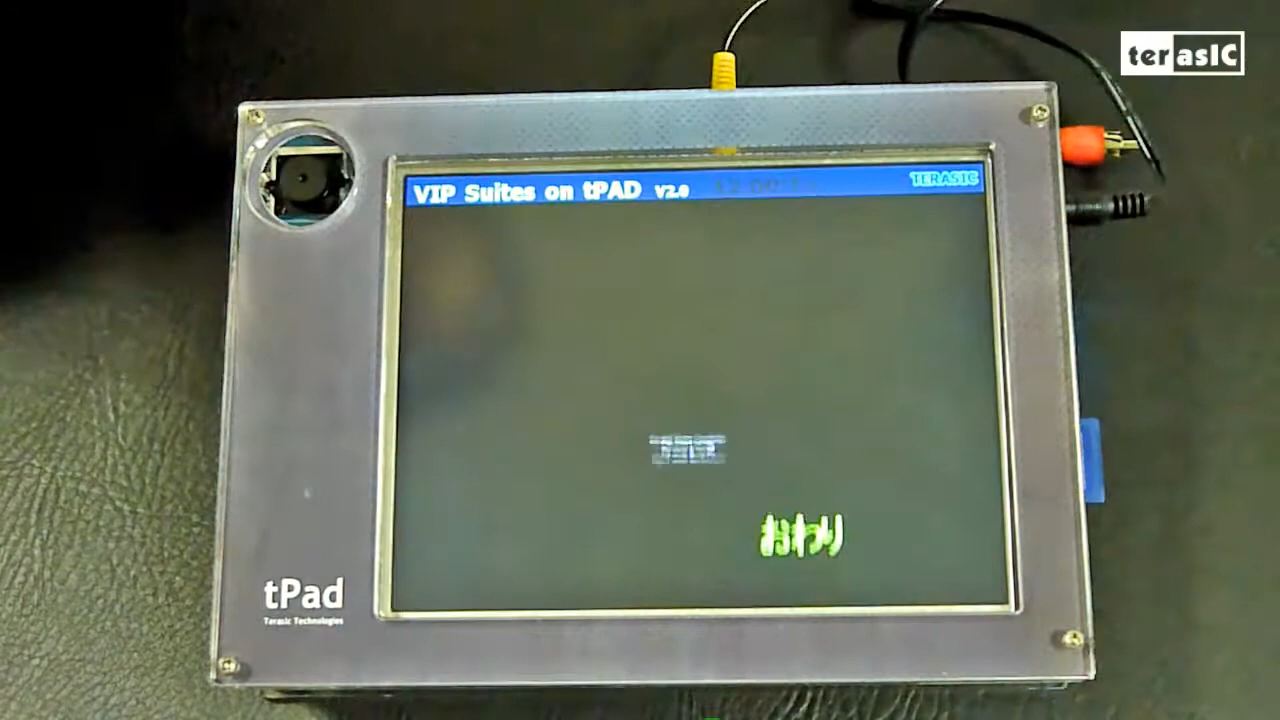 terasIC
VIP Suites on tPAD V2.0
TERASIC
おわり
tPad
Terasic Technologies